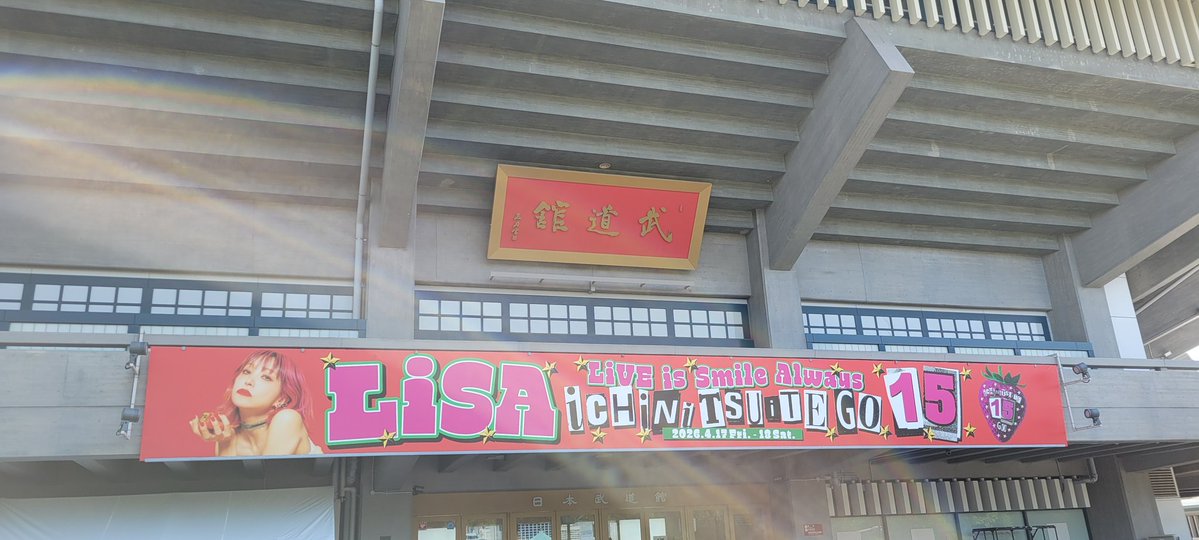 武道館
LiSA
LiVE is Smile Always
iCHiNiTSUiTE GO 15
2026.4.17 Fri. - 18 Sat.
15
日本武道館